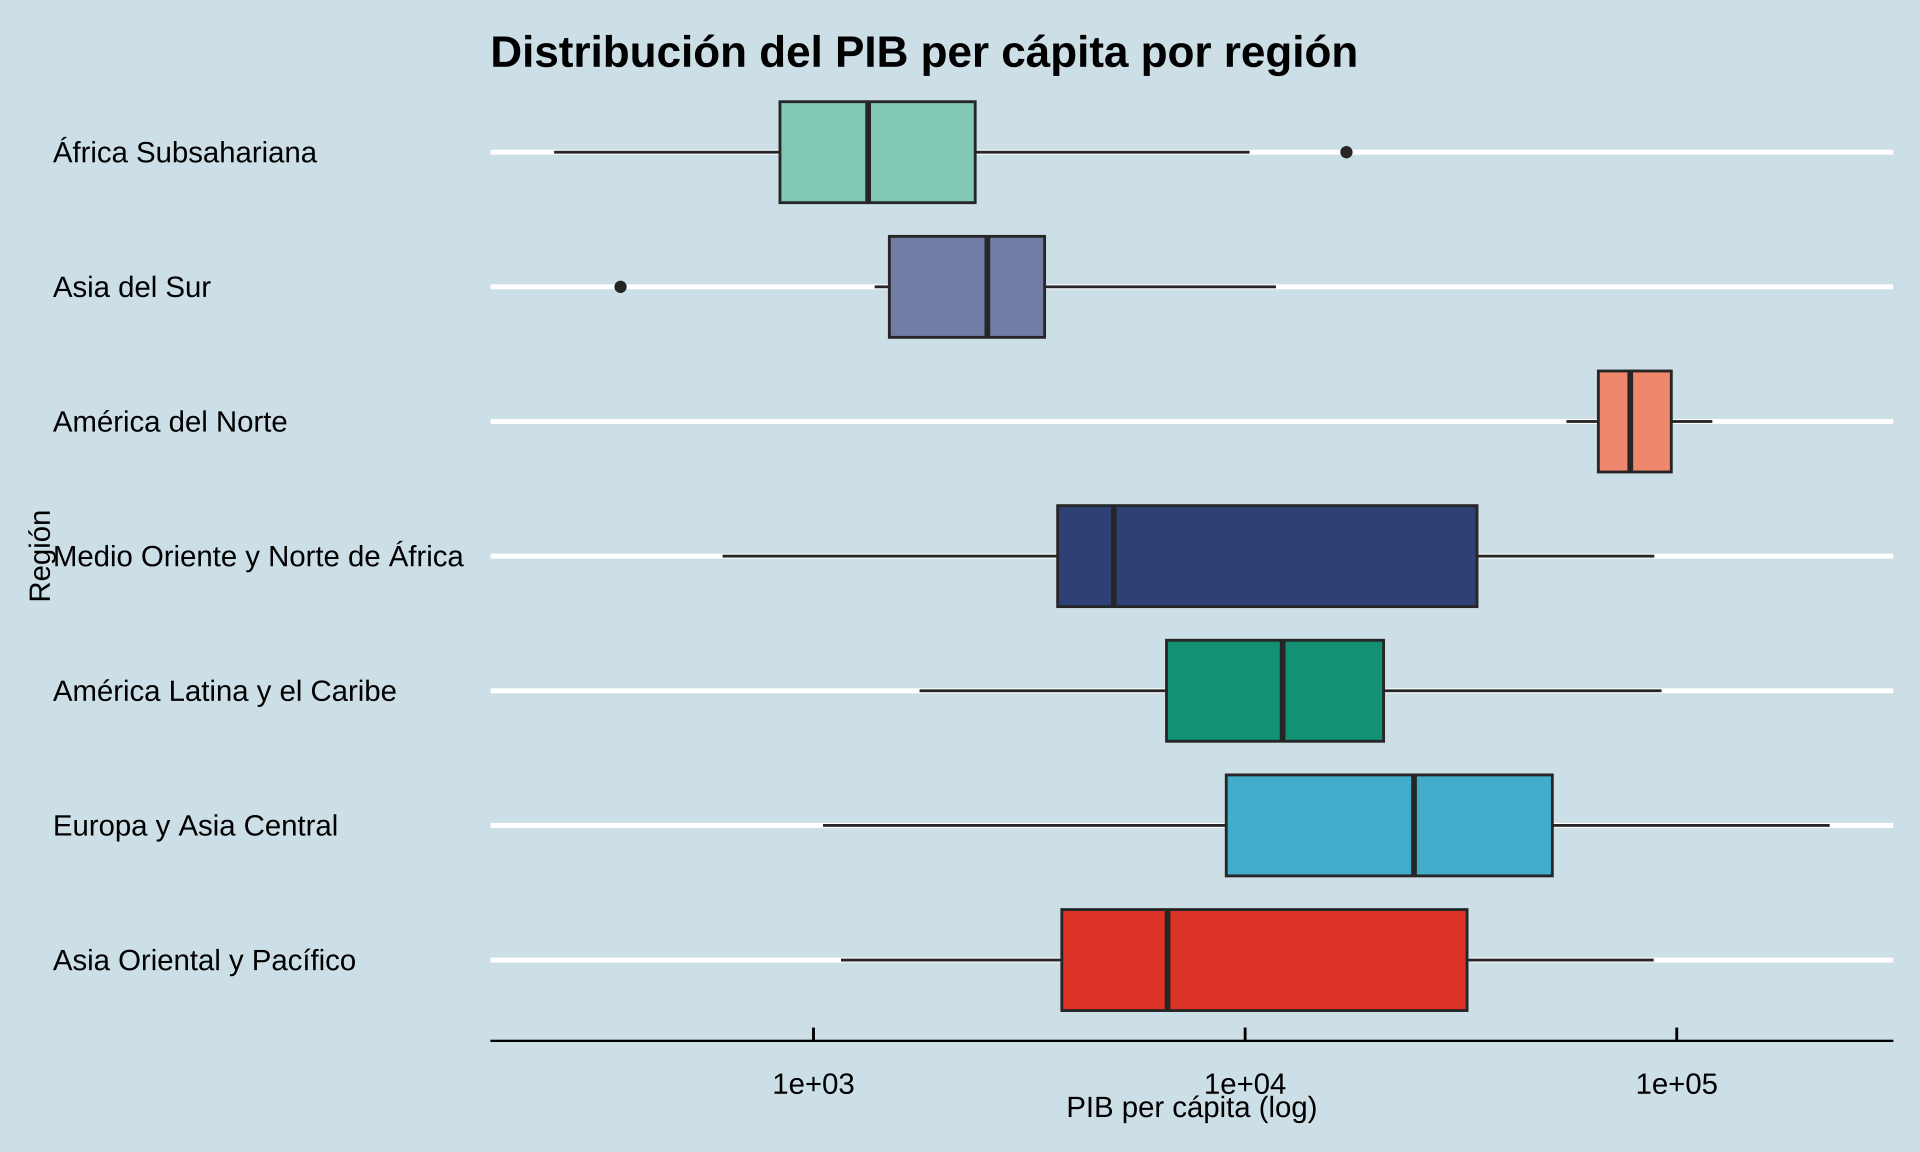 Distribución del PIB per cápita por región
África Subsahariana
Asia del Sur
América del Norte
Región
Medio Oriente y Norte de África
América Latina y el Caribe
Europa y Asia Central
Asia Oriental y Pacífico
1e+03 1e+04 1e+05
PIB per cápita (log)